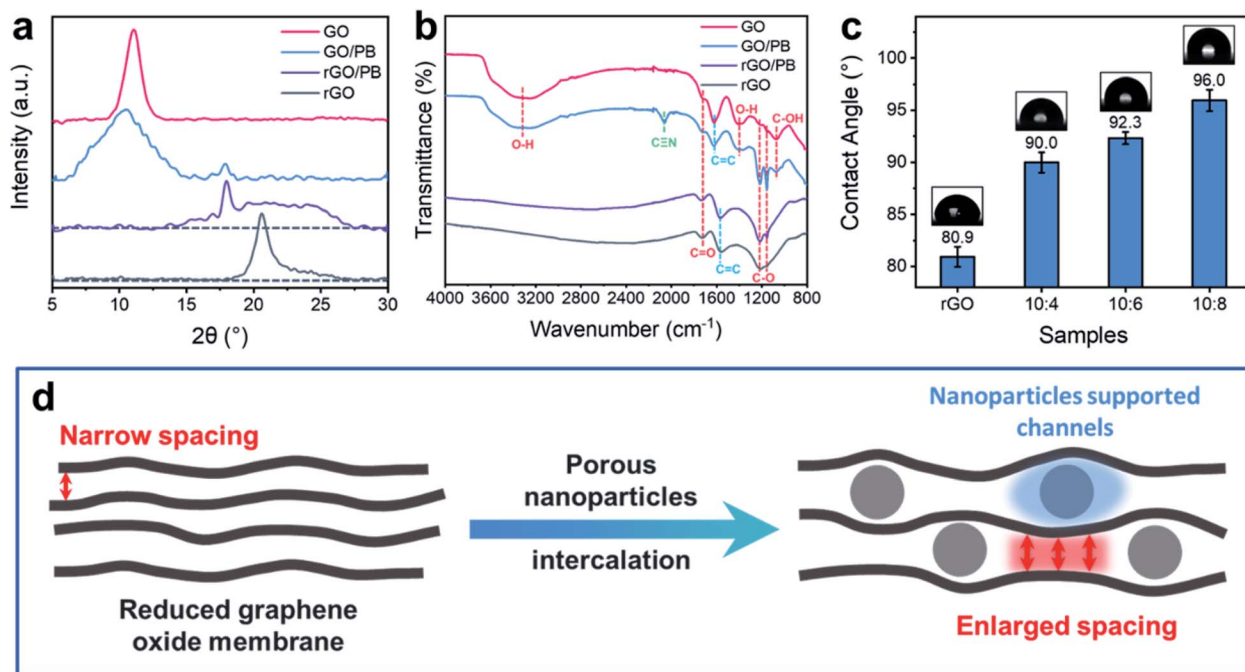 a
Intensity (a.u.)
GO
GO/PB
rGO/PB
rGO
5 10 15 20 25 30
2θ (°)
b
Transmittance (%)
GO
GO/PB
rGO/PB
rGO
O-H
C-OH
O-H
C≡N
C=C
C=O
C=C
C-O
4000 3600 3200 2800 2400 2000 1600 1200 800
Wavenumber (cm⁻¹)
c
Contact Angle (°)
100
95
90
85
80
96.0
92.3
90.0
80.9
rGO 10:4 10:6 10:8
Samples
d
Narrow spacing
Reduced graphene
oxide membrane
Porous
nanoparticles
intercalation
Nanoparticles supported
channels
Enlarged spacing